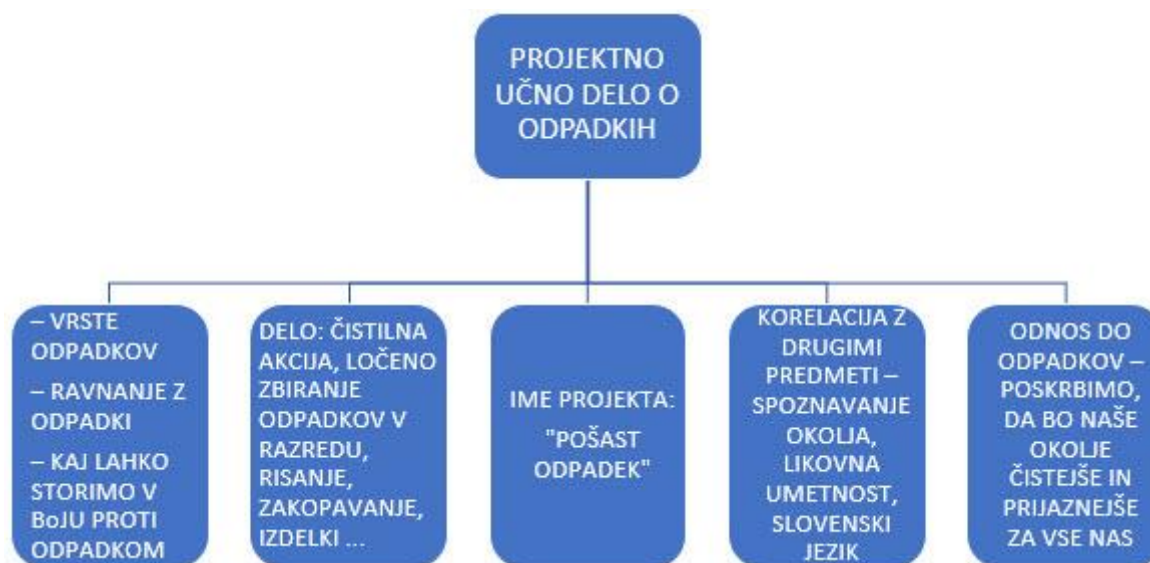 PROJEKTNO
UČNO DELO O
ODPADKIH
– VRSTE
ODPADKOV
– RAVNANJE Z
ODPADKI
– KAJ LAHKO
STORIMO V
BoJU PROTI
ODPADKOM
DELO: ČISTILNA
AKCIJA, LOČENO
ZBIRANJE
ODPADKOV V
RAZREDU,
RISANJE,
ZAKOPAVANJE,
IZDELKI ...
IME PROJEKTA:
"POŠAST
ODPADEK"
KORELACIJA Z
DRUGIMI
PREDMETI –
SPOZNAVANJE
OKOLJA,
LIKOVNA
UMETNOST,
SLOVENSKI
JEZIK
ODNOS DO
ODPADKOV –
POSKRBIMO,
DA BO NAŠE
OKOLJE
ČISTEJŠE IN
PRIJAZNEJŠE
ZA VSE NAS